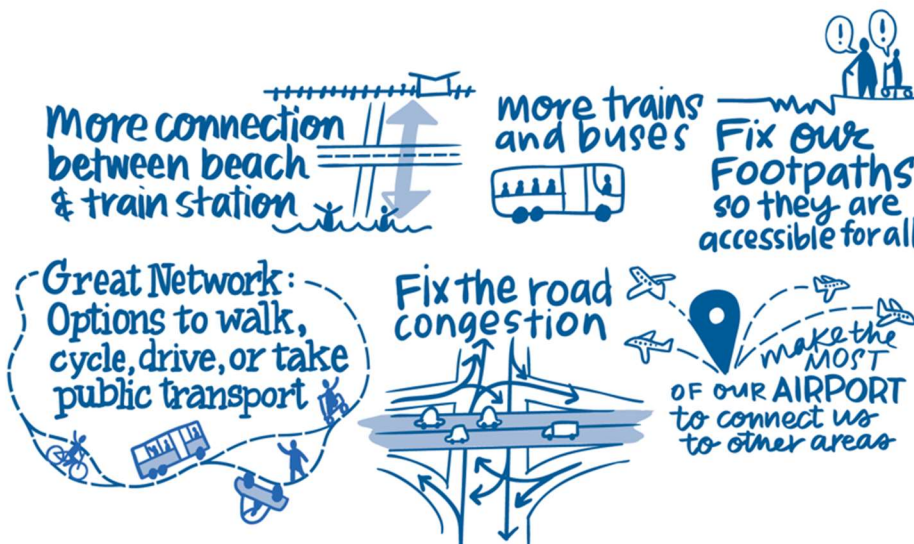 More connection
between beach
& train station
more trains
and buses
! !
Fix our
Footpaths
so they are
accessible for all
Great Network:
Options to walk,
cycle, drive, or take
public transport
Fix the road
congestion
make the
MOST
OF OUR AIRPORT
to connect us
to other areas